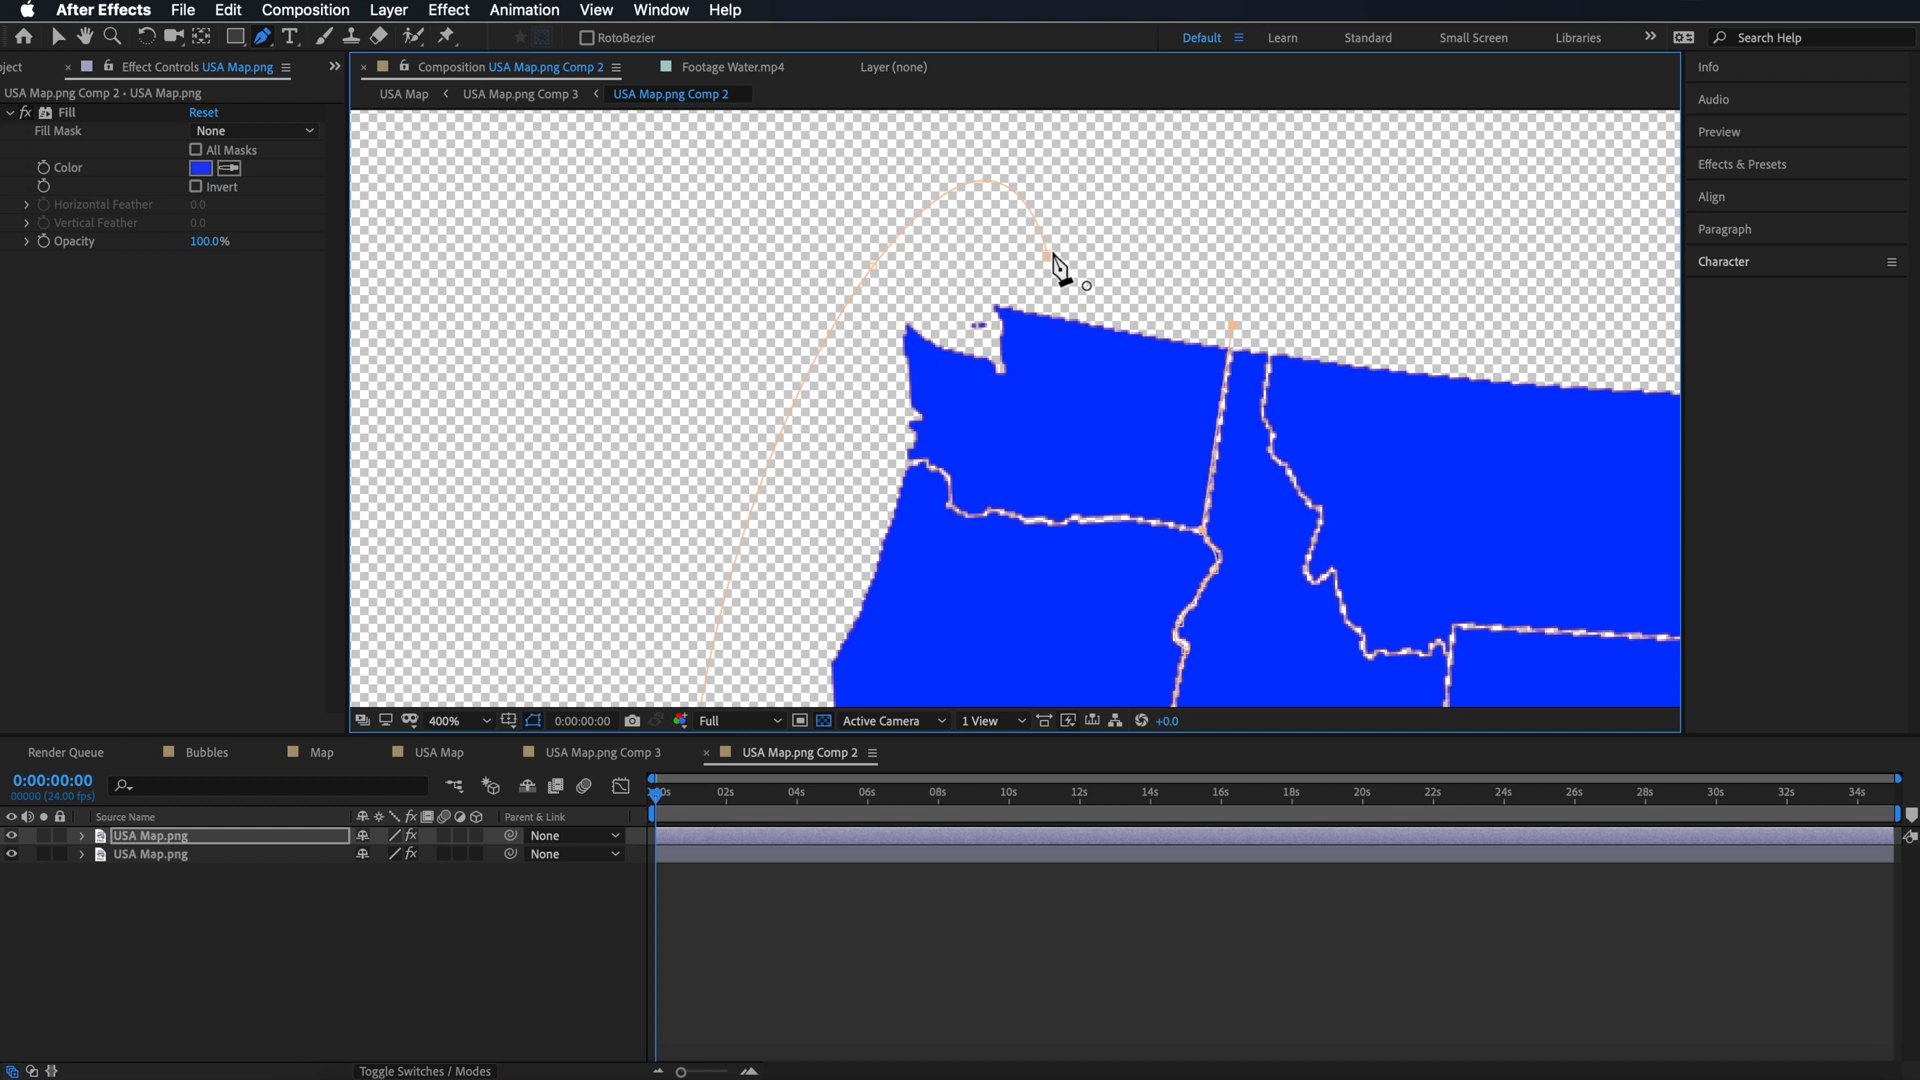 After Effects File Edit Composition Layer Effect Animation View Window Help
RotoBezier Default Learn Standard Small Screen Libraries Search Help
ject Effect Controls USA Map.png Composition USA Map.png Comp 2 Footage Water.mp4 Layer (none) Info
USA Map.png Comp 2 • USA Map.png USA Map USA Map.png Comp 3 USA Map.png Comp 2
Audio
fx Fill Reset
Fill Mask None
Preview
All Masks
Color
Effects & Presets
Invert
Align
Horizontal Feather 0.0
Vertical Feather 0.0
Paragraph
Opacity 100.0%
Character
400% 0:00:00:00 Full Active Camera 1 View +0.0
Render Queue Bubbles Map USA Map USA Map.png Comp 3 USA Map.png Comp 2
0:00:00:00
00000 (24.00 fps)
:00s 02s 04s 06s 08s 10s 12s 14s 16s 18s 20s 22s 24s 26s 28s 30s 32s 34s
Source Name fx Parent & Link
USA Map.png fx None
USA Map.png fx None
Toggle Switches / Modes